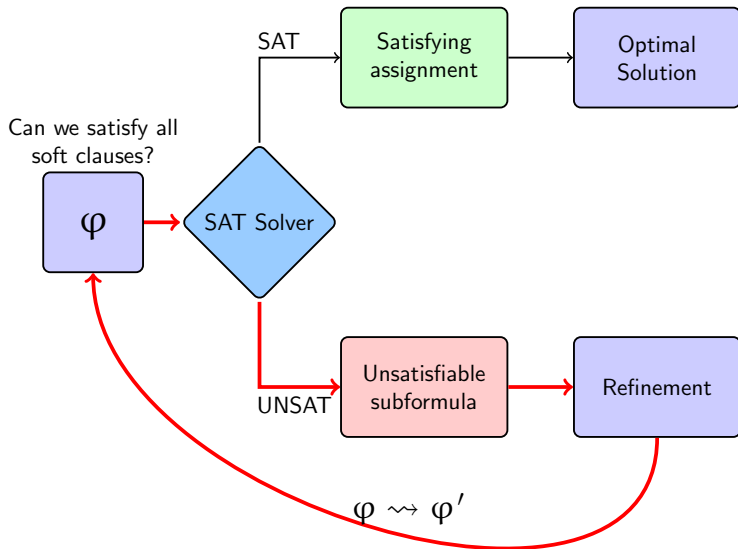 SAT
Satisfying
assignment
Optimal
Solution
Can we satisfy all
soft clauses?
φ
SAT Solver
UNSAT
Unsatisfiable
subformula
Refinement
φ ⇝ φ′